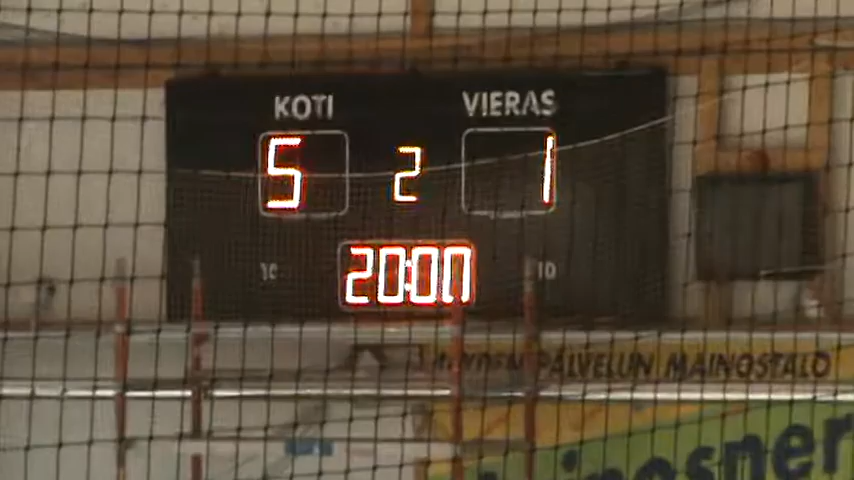 KOTI VIERAS
5 2 1
20:00
10 10
PALVELUN MAINOSTALO